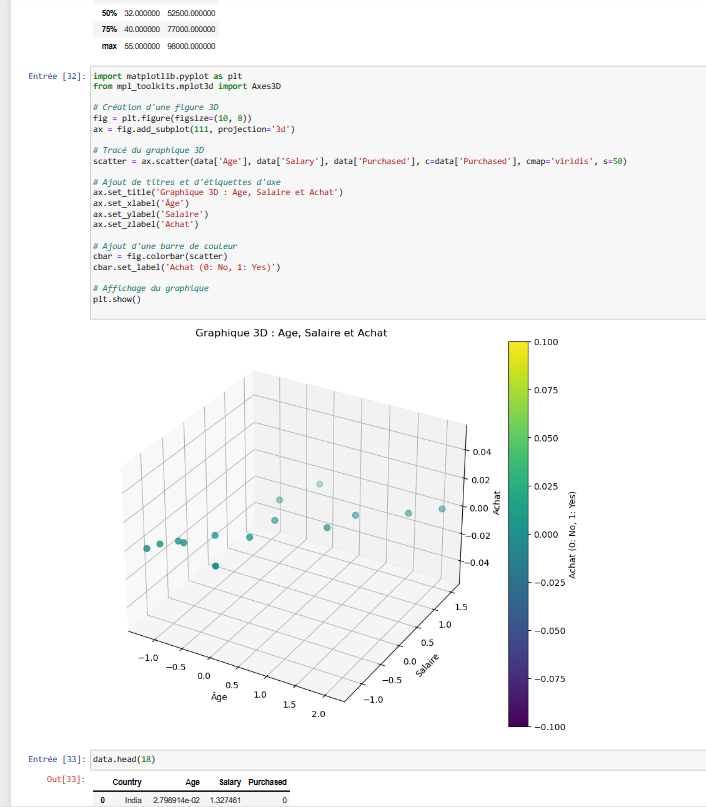 50% 32.000000 52500.000000
75% 40.000000 77000.000000
max 55.000000 98000.000000
Entrée [32]: import matplotlib.pyplot as plt
from mpl_toolkits.mplot3d import Axes3D
# Création d'une figure 3D
fig = plt.figure(figsize=(10, 8))
ax = fig.add_subplot(111, projection='3d')
# Tracé du graphique 3D
scatter = ax.scatter(data['Age'], data['Salary'], data['Purchased'], c=data['Purchased'], cmap='viridis', s=50)
# Ajout de titres et d'étiquettes d'axe
ax.set_title('Graphique 3D : Age, Salaire et Achat')
ax.set_xlabel('Âge')
ax.set_ylabel('Salaire')
ax.set_zlabel('Achat')
# Ajout d'une barre de couleur
cbar = fig.colorbar(scatter)
cbar.set_label('Achat (0: No, 1: Yes)')
# Affichage du graphique
plt.show()
Graphique 3D : Age, Salaire et Achat
0.04
0.02
0.00
−0.02
−0.04
Achat
1.5
1.0
0.5
0.0
−0.5
−1.0
Salaire
−1.0
−0.5
0.0
0.5
1.0
1.5
2.0
Âge
0.100
0.075
0.050
0.025
0.000
−0.025
−0.050
−0.075
−0.100
Achat (0: No, 1: Yes)
Entrée [33]: data.head(18)
Out[33]:
Country Age Salary Purchased
0 India 2.798914e-02 1.327461 0